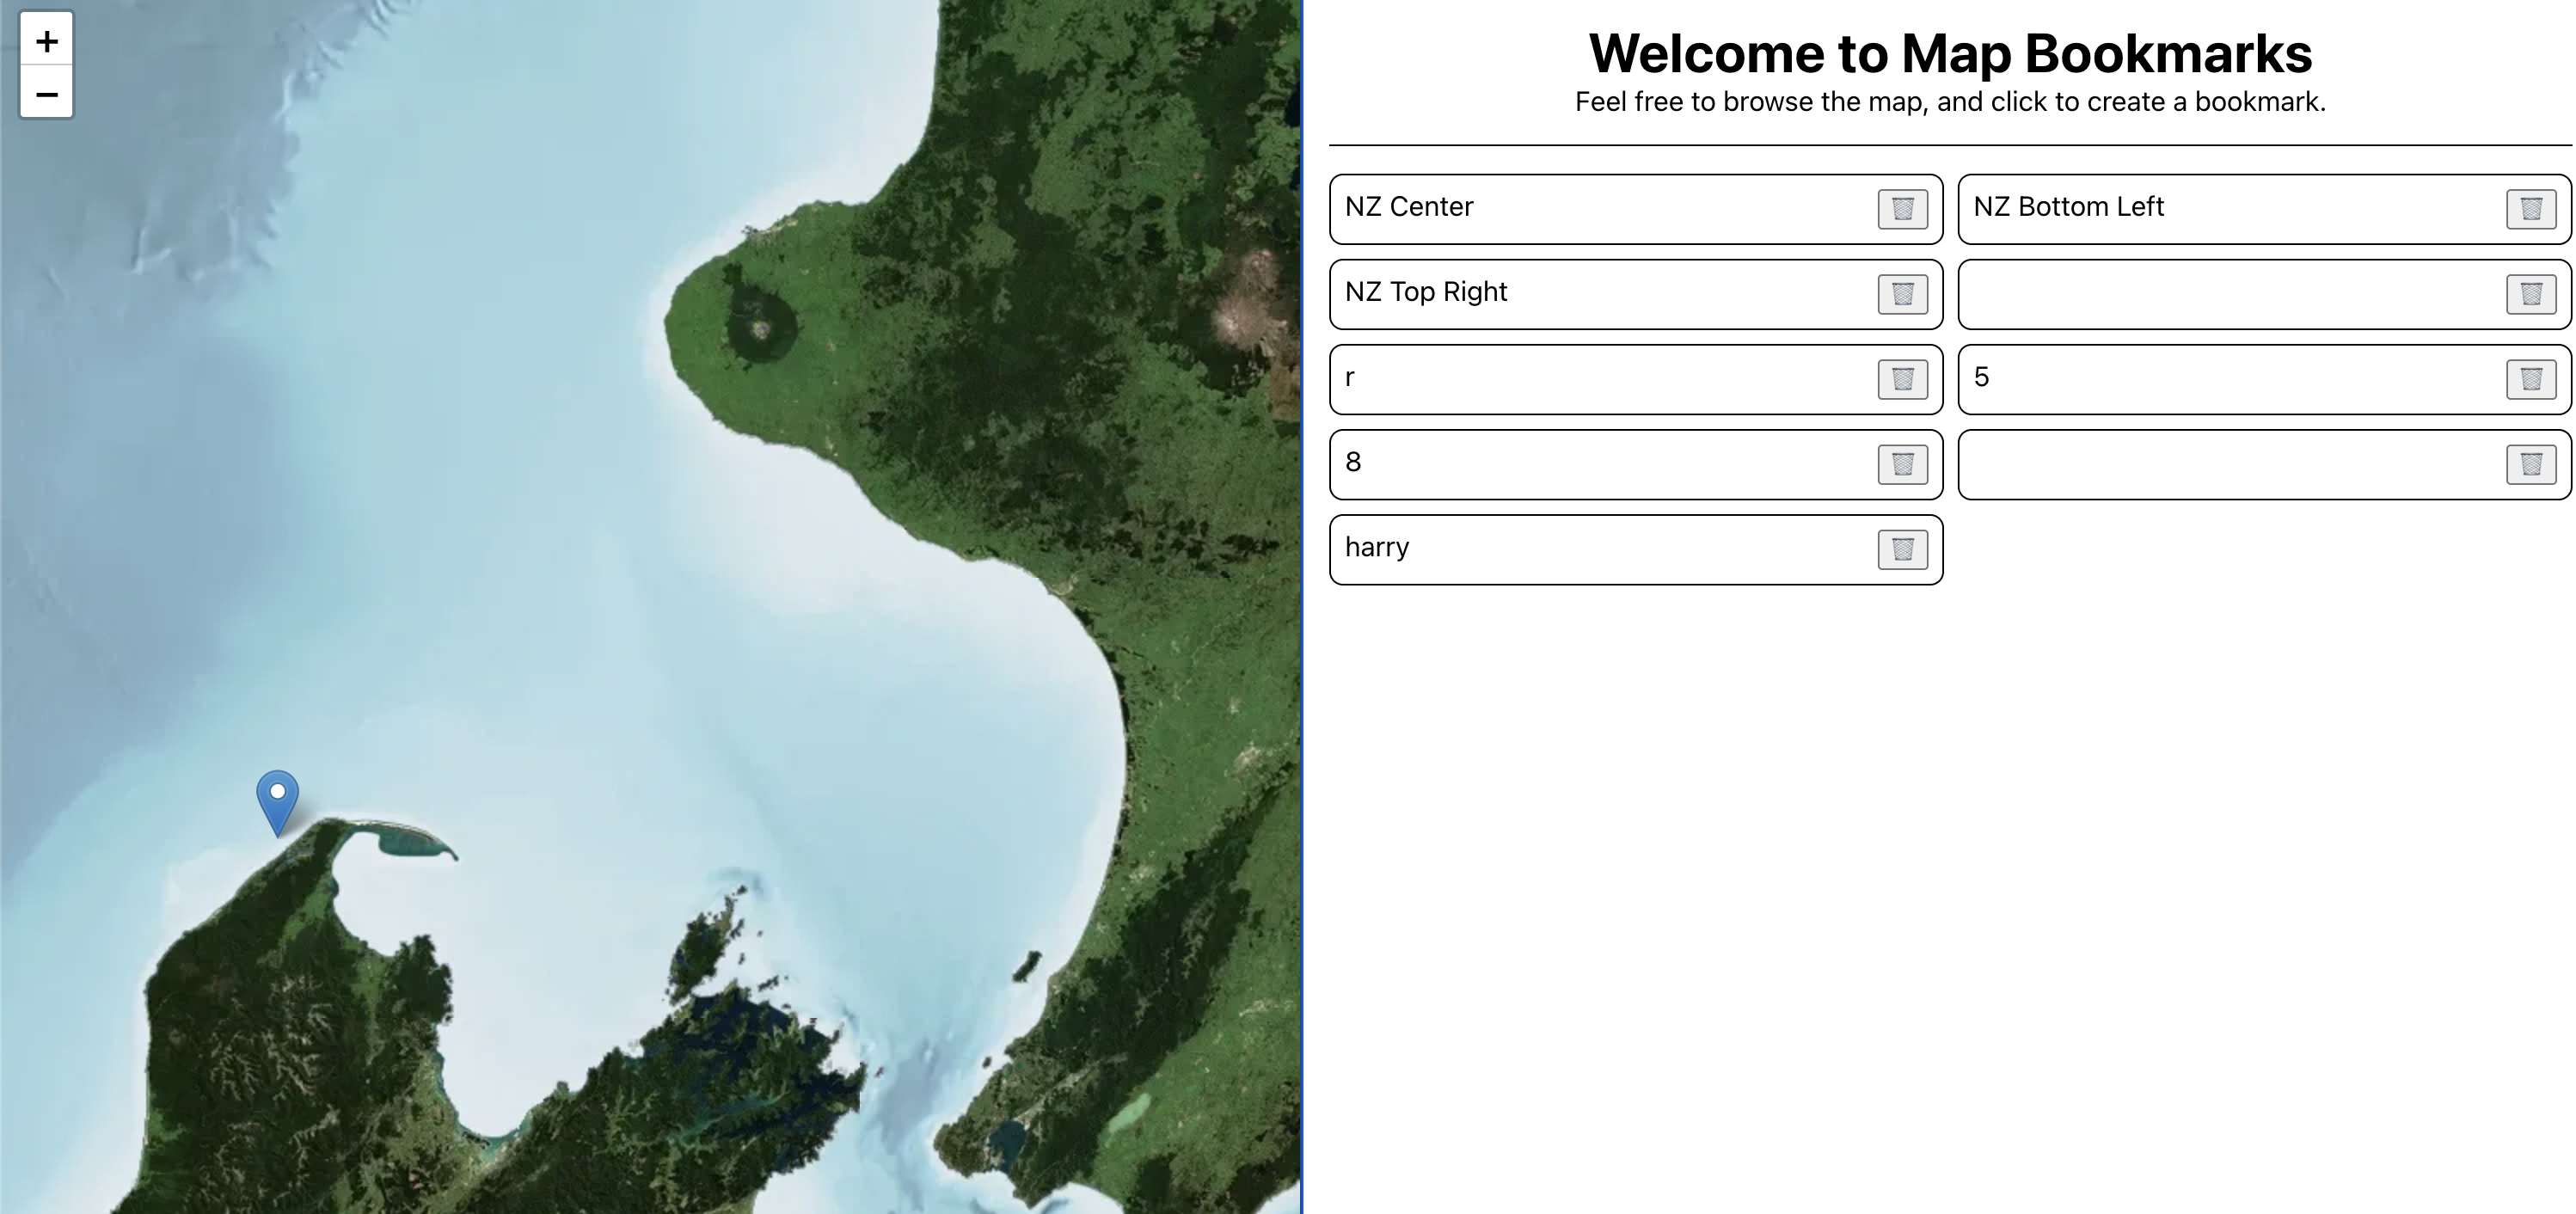 +
−
Welcome to Map Bookmarks
Feel free to browse the map, and click to create a bookmark.
NZ Center
NZ Bottom Left
NZ Top Right
r
5
8
harry